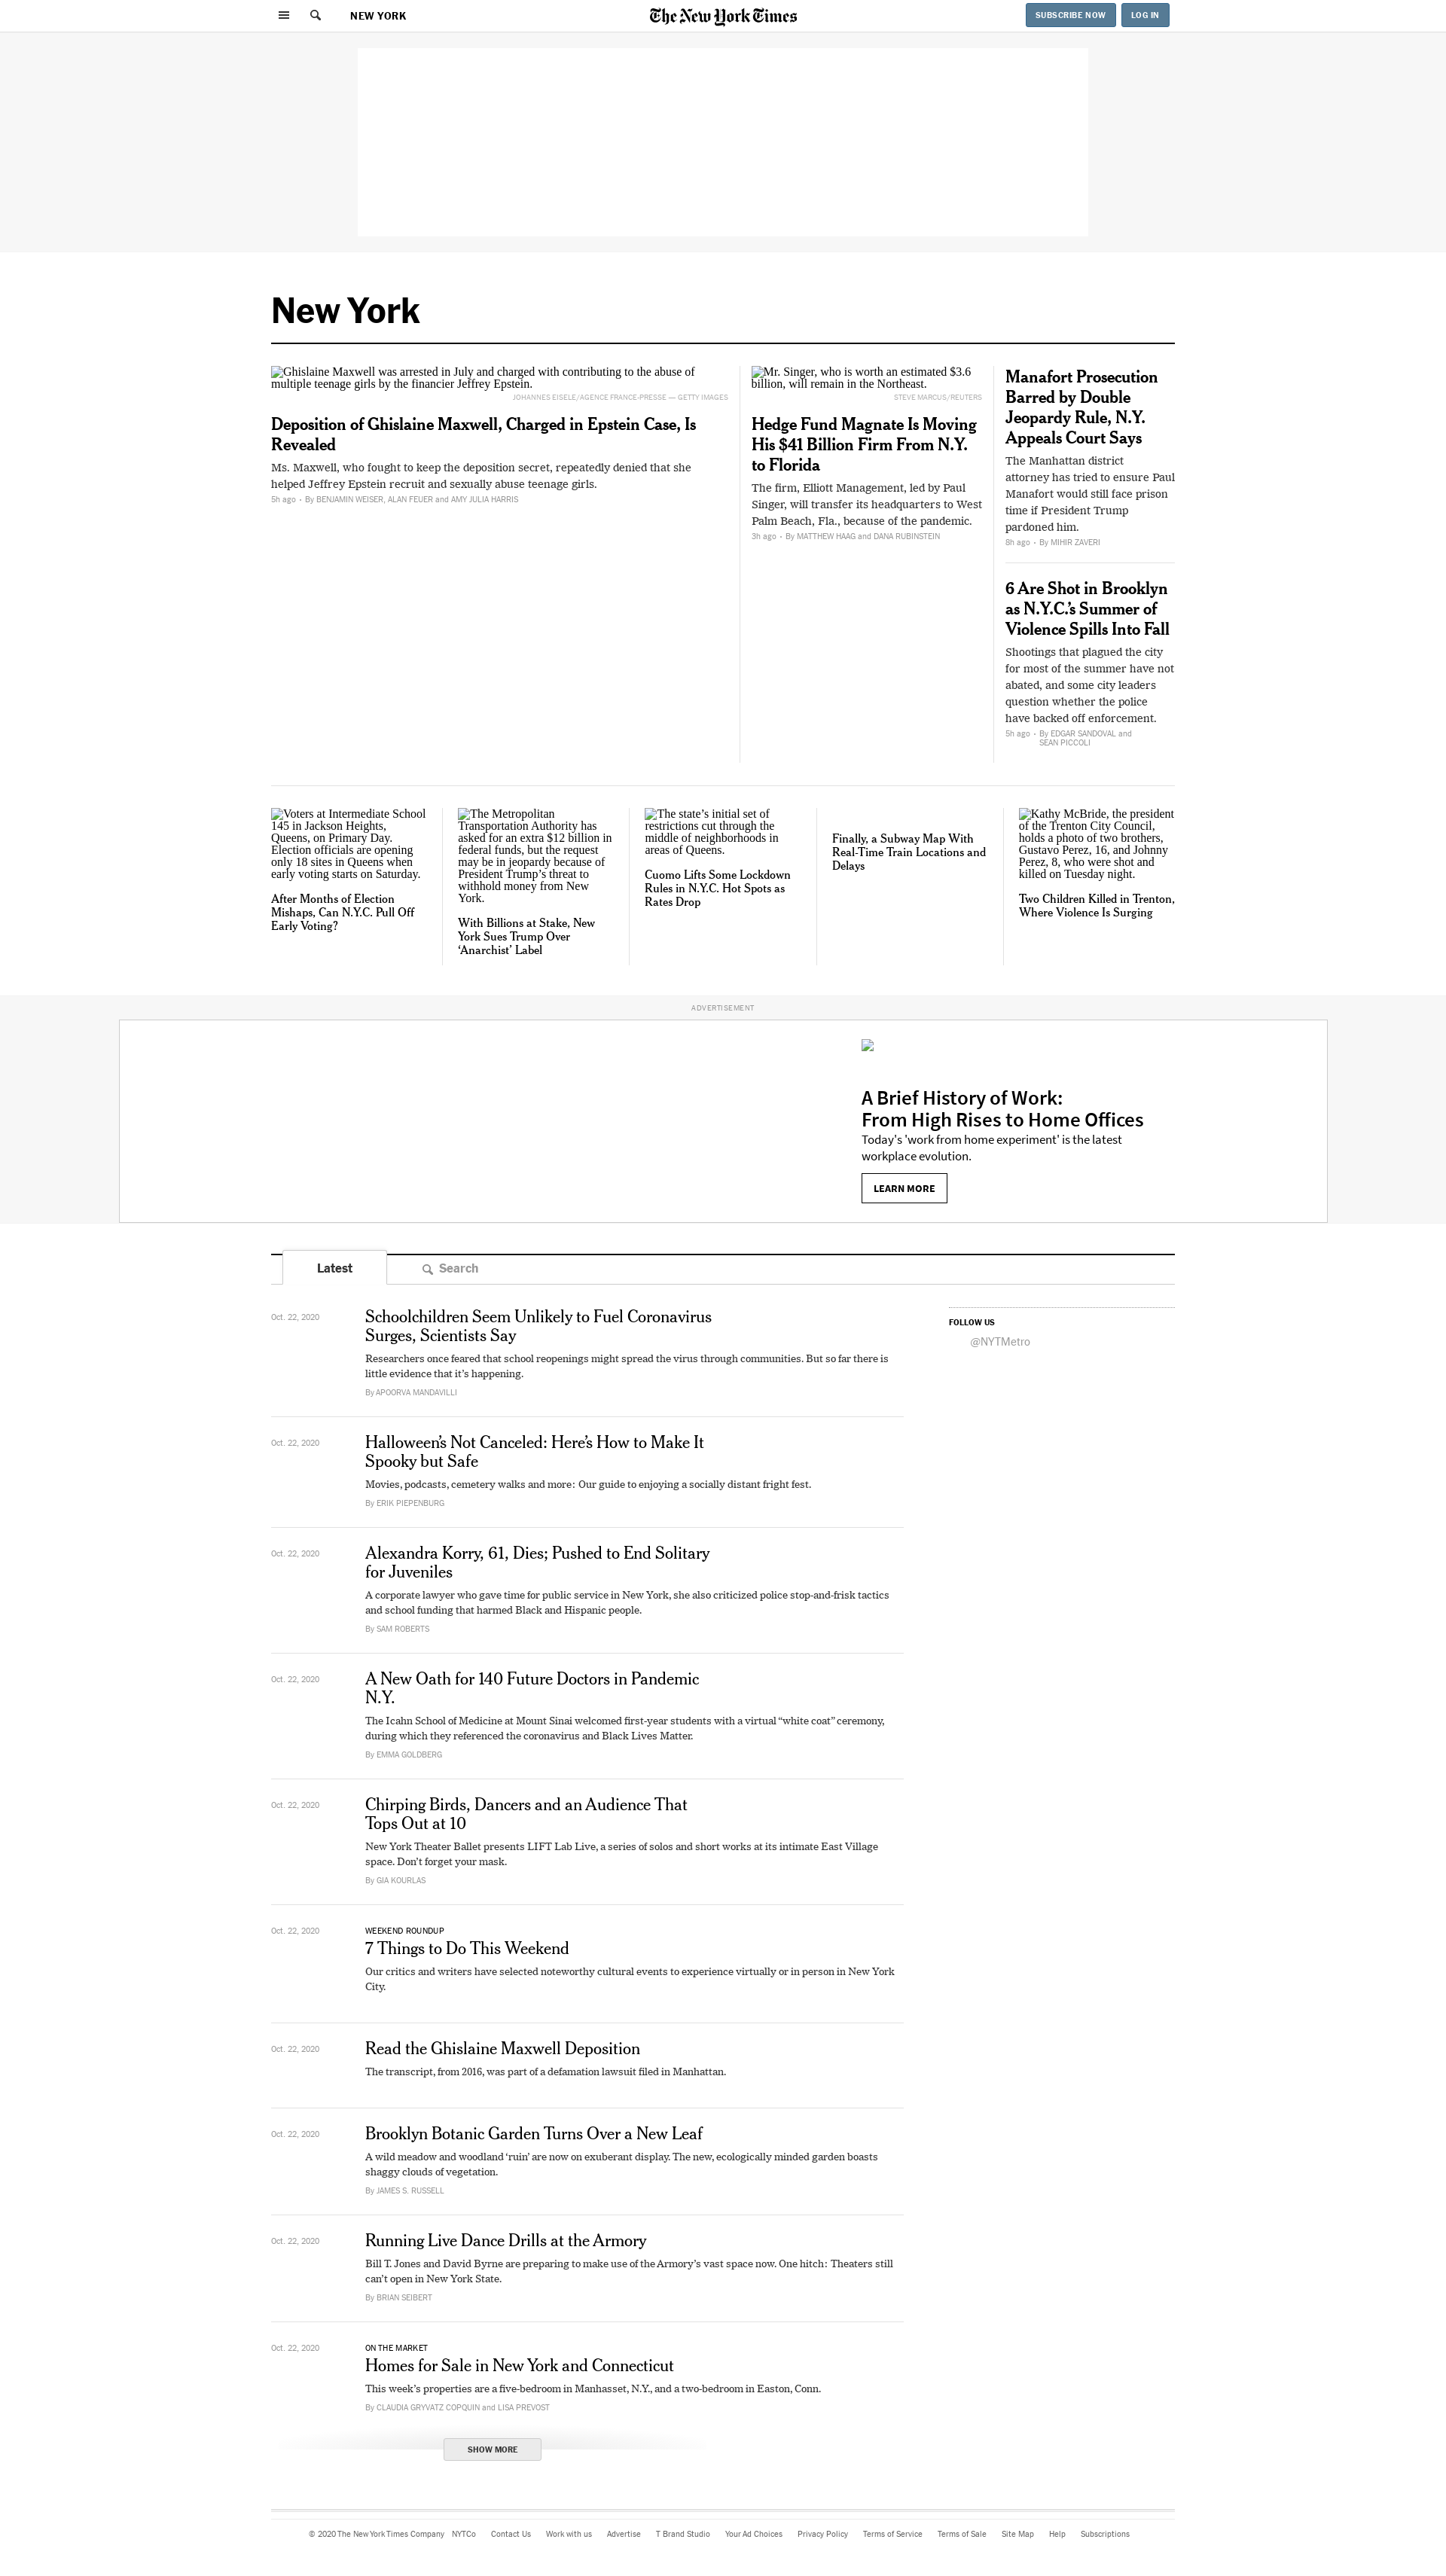 NEW YORK
The New York Times
SUBSCRIBE NOW
LOG IN
New York
Ghislaine Maxwell was arrested in July and charged with contributing to the abuse of
multiple teenage girls by the financier Jeffrey Epstein.
JOHANNES EISELE/AGENCE FRANCE-PRESSE — GETTY IMAGES
Deposition of Ghislaine Maxwell, Charged in Epstein Case, Is
Revealed
Ms. Maxwell, who fought to keep the deposition secret, repeatedly denied that she
helped Jeffrey Epstein recruit and sexually abuse teenage girls.
5h ago • By BENJAMIN WEISER, ALAN FEUER and AMY JULIA HARRIS
Mr. Singer, who is worth an estimated $3.6
billion, will remain in the Northeast.
STEVE MARCUS/REUTERS
Hedge Fund Magnate Is Moving
His $41 Billion Firm From N.Y.
to Florida
The firm, Elliott Management, led by Paul
Singer, will transfer its headquarters to West
Palm Beach, Fla., because of the pandemic.
3h ago • By MATTHEW HAAG and DANA RUBINSTEIN
Manafort Prosecution
Barred by Double
Jeopardy Rule, N.Y.
Appeals Court Says
The Manhattan district
attorney has tried to ensure Paul
Manafort would still face prison
time if President Trump
pardoned him.
8h ago • By MIHIR ZAVERI
6 Are Shot in Brooklyn
as N.Y.C.’s Summer of
Violence Spills Into Fall
Shootings that plagued the city
for most of the summer have not
abated, and some city leaders
question whether the police
have backed off enforcement.
5h ago • By EDGAR SANDOVAL and
SEAN PICCOLI
Voters at Intermediate School
145 in Jackson Heights,
Queens, on Primary Day.
Election officials are opening
only 18 sites in Queens when
early voting starts on Saturday.
After Months of Election
Mishaps, Can N.Y.C. Pull Off
Early Voting?
The Metropolitan
Transportation Authority has
asked for an extra $12 billion in
federal funds, but the request
may be in jeopardy because of
President Trump’s threat to
withhold money from New
York.
With Billions at Stake, New
York Sues Trump Over
‘Anarchist’ Label
The state’s initial set of
restrictions cut through the
middle of neighborhoods in
areas of Queens.
Cuomo Lifts Some Lockdown
Rules in N.Y.C. Hot Spots as
Rates Drop
Finally, a Subway Map With
Real-Time Train Locations and
Delays
Kathy McBride, the president
of the Trenton City Council,
holds a photo of two brothers,
Gustavo Perez, 16, and Johnny
Perez, 8, who were shot and
killed on Tuesday night.
Two Children Killed in Trenton,
Where Violence Is Surging
ADVERTISEMENT
A Brief History of Work:
From High Rises to Home Offices
Today's 'work from home experiment' is the latest
workplace evolution.
LEARN MORE
Latest
Search
Oct. 22, 2020
Schoolchildren Seem Unlikely to Fuel Coronavirus
Surges, Scientists Say
Researchers once feared that school reopenings might spread the virus through communities. But so far there is
little evidence that it’s happening.
By APOORVA MANDAVILLI
FOLLOW US
@NYTMetro
Oct. 22, 2020
Halloween’s Not Canceled: Here’s How to Make It
Spooky but Safe
Movies, podcasts, cemetery walks and more: Our guide to enjoying a socially distant fright fest.
By ERIK PIEPENBURG
Oct. 22, 2020
Alexandra Korry, 61, Dies; Pushed to End Solitary
for Juveniles
A corporate lawyer who gave time for public service in New York, she also criticized police stop-and-frisk tactics
and school funding that harmed Black and Hispanic people.
By SAM ROBERTS
Oct. 22, 2020
A New Oath for 140 Future Doctors in Pandemic
N.Y.
The Icahn School of Medicine at Mount Sinai welcomed first-year students with a virtual “white coat” ceremony,
during which they referenced the coronavirus and Black Lives Matter.
By EMMA GOLDBERG
Oct. 22, 2020
Chirping Birds, Dancers and an Audience That
Tops Out at 10
New York Theater Ballet presents LIFT Lab Live, a series of solos and short works at its intimate East Village
space. Don’t forget your mask.
By GIA KOURLAS
Oct. 22, 2020
WEEKEND ROUNDUP
7 Things to Do This Weekend
Our critics and writers have selected noteworthy cultural events to experience virtually or in person in New York
City.
Oct. 22, 2020
Read the Ghislaine Maxwell Deposition
The transcript, from 2016, was part of a defamation lawsuit filed in Manhattan.
Oct. 22, 2020
Brooklyn Botanic Garden Turns Over a New Leaf
A wild meadow and woodland ‘ruin’ are now on exuberant display. The new, ecologically minded garden boasts
shaggy clouds of vegetation.
By JAMES S. RUSSELL
Oct. 22, 2020
Running Live Dance Drills at the Armory
Bill T. Jones and David Byrne are preparing to make use of the Armory’s vast space now. One hitch: Theaters still
can’t open in New York State.
By BRIAN SEIBERT
Oct. 22, 2020
ON THE MARKET
Homes for Sale in New York and Connecticut
This week’s properties are a five-bedroom in Manhasset, N.Y., and a two-bedroom in Easton, Conn.
By CLAUDIA GRYVATZ COPQUIN and LISA PREVOST
SHOW MORE
© 2020 The New York Times Company NYTCo Contact Us Work with us Advertise T Brand Studio Your Ad Choices Privacy Policy Terms of Service Terms of Sale Site Map Help Subscriptions